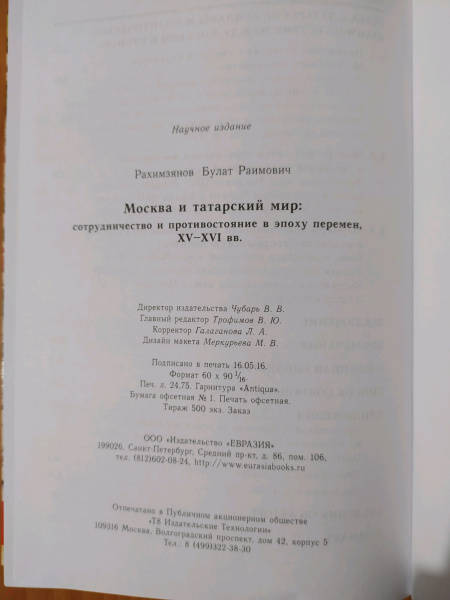 Научное издание
Рахимзянов Булат Раимович
Москва и татарский мир:
сотрудничество и противостояние в эпоху перемен,
XV–XVI вв.
Директор издательства Чубарь В. В.
Главный редактор Трофимов В. Ю.
Корректор Галаганова Л. А.
Дизайн макета Меркурьева М. В.
Подписано в печать 16.05.16.
Формат 60 x 90 1/16.
Печ. л. 24.75. Гарнитура «Antiqua».
Бумага офсетная № 1. Печать офсетная.
Тираж 500 экз. Заказ
ООО «Издательство «ЕВРАЗИЯ»
199026, Санкт-Петербург, Средний пр-кт, д. 86, пом. 106,
тел. (812)602-08-24, http://www.eurasiabooks.ru
Отпечатано в Публичном акционерном обществе
«Т8 Издательские Технологии»
109316 Москва, Волгоградский проспект, дом 42, корпус 5
Тел.: 8 (499)322-38-30